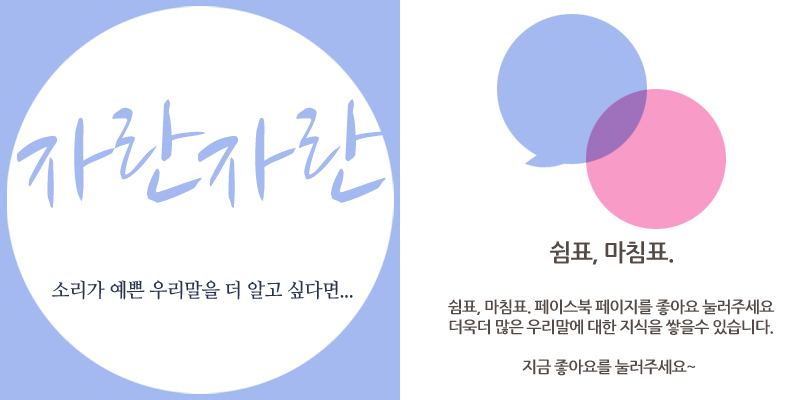 자란자란
소리가 예쁜 우리말을 더 알고 싶다면...
쉼표, 마침표.
쉼표, 마침표. 페이스북 페이지를 좋아요 눌러주세요
더욱더 많은 우리말에 대한 지식을 쌓을수 있습니다.
지금 좋아요를 눌러주세요~